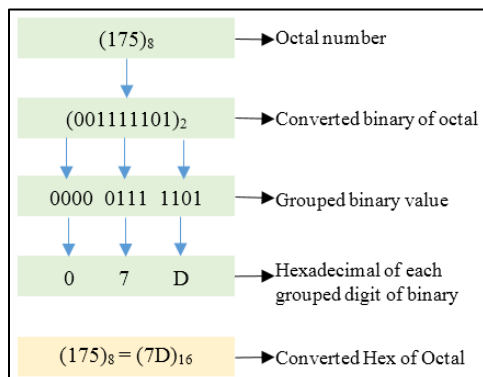 (175)₈ Octal number
(001111101)₂ Converted binary of octal
0000 0111 1101 Grouped binary value
0 7 D Hexadecimal of each
grouped digit of binary
(175)₈ = (7D)₁₆ Converted Hex of Octal